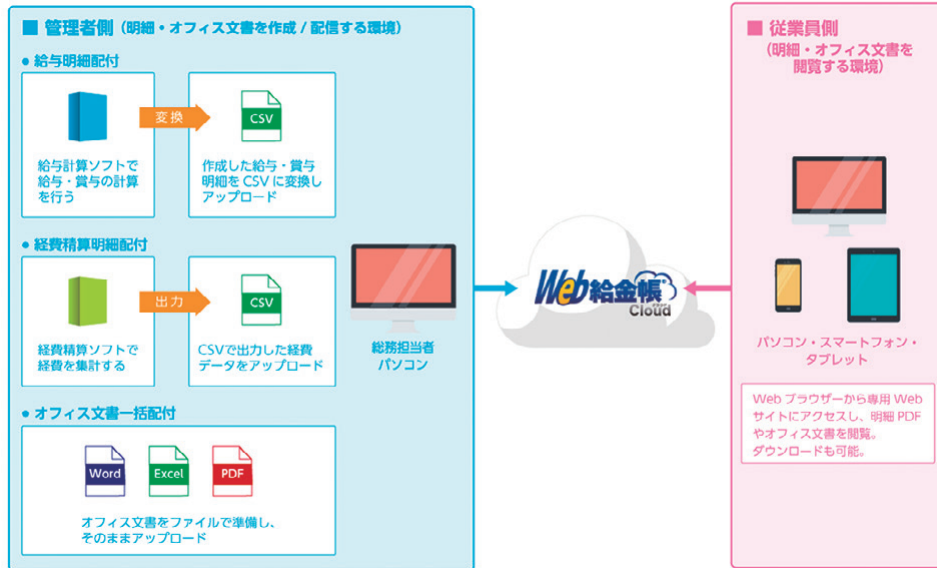 ■ 管理者側（明細・オフィス文書を作成 / 配信する環境）
● 給与明細配付
変換
CSV
給与計算ソフトで
給与・賞与の計算
を行う
作成した給与・賞与
明細を CSV に変換し
アップロード
● 経費精算明細配付
出力
CSV
経費精算ソフトで
経費を集計する
CSVで出力した経費
データをアップロード
総務担当者
パソコン
● オフィス文書一括配付
Word
Excel
PDF
オフィス文書をファイルで準備し、
そのままアップロード
Web給金帳
Cloud
■ 従業員側
（明細・オフィス文書を
閲覧する環境）
パソコン・スマートフォン・
タブレット
Web ブラウザーから専用 Web
サイトにアクセスし、明細 PDF
やオフィス文書を閲覧。
ダウンロードも可能。